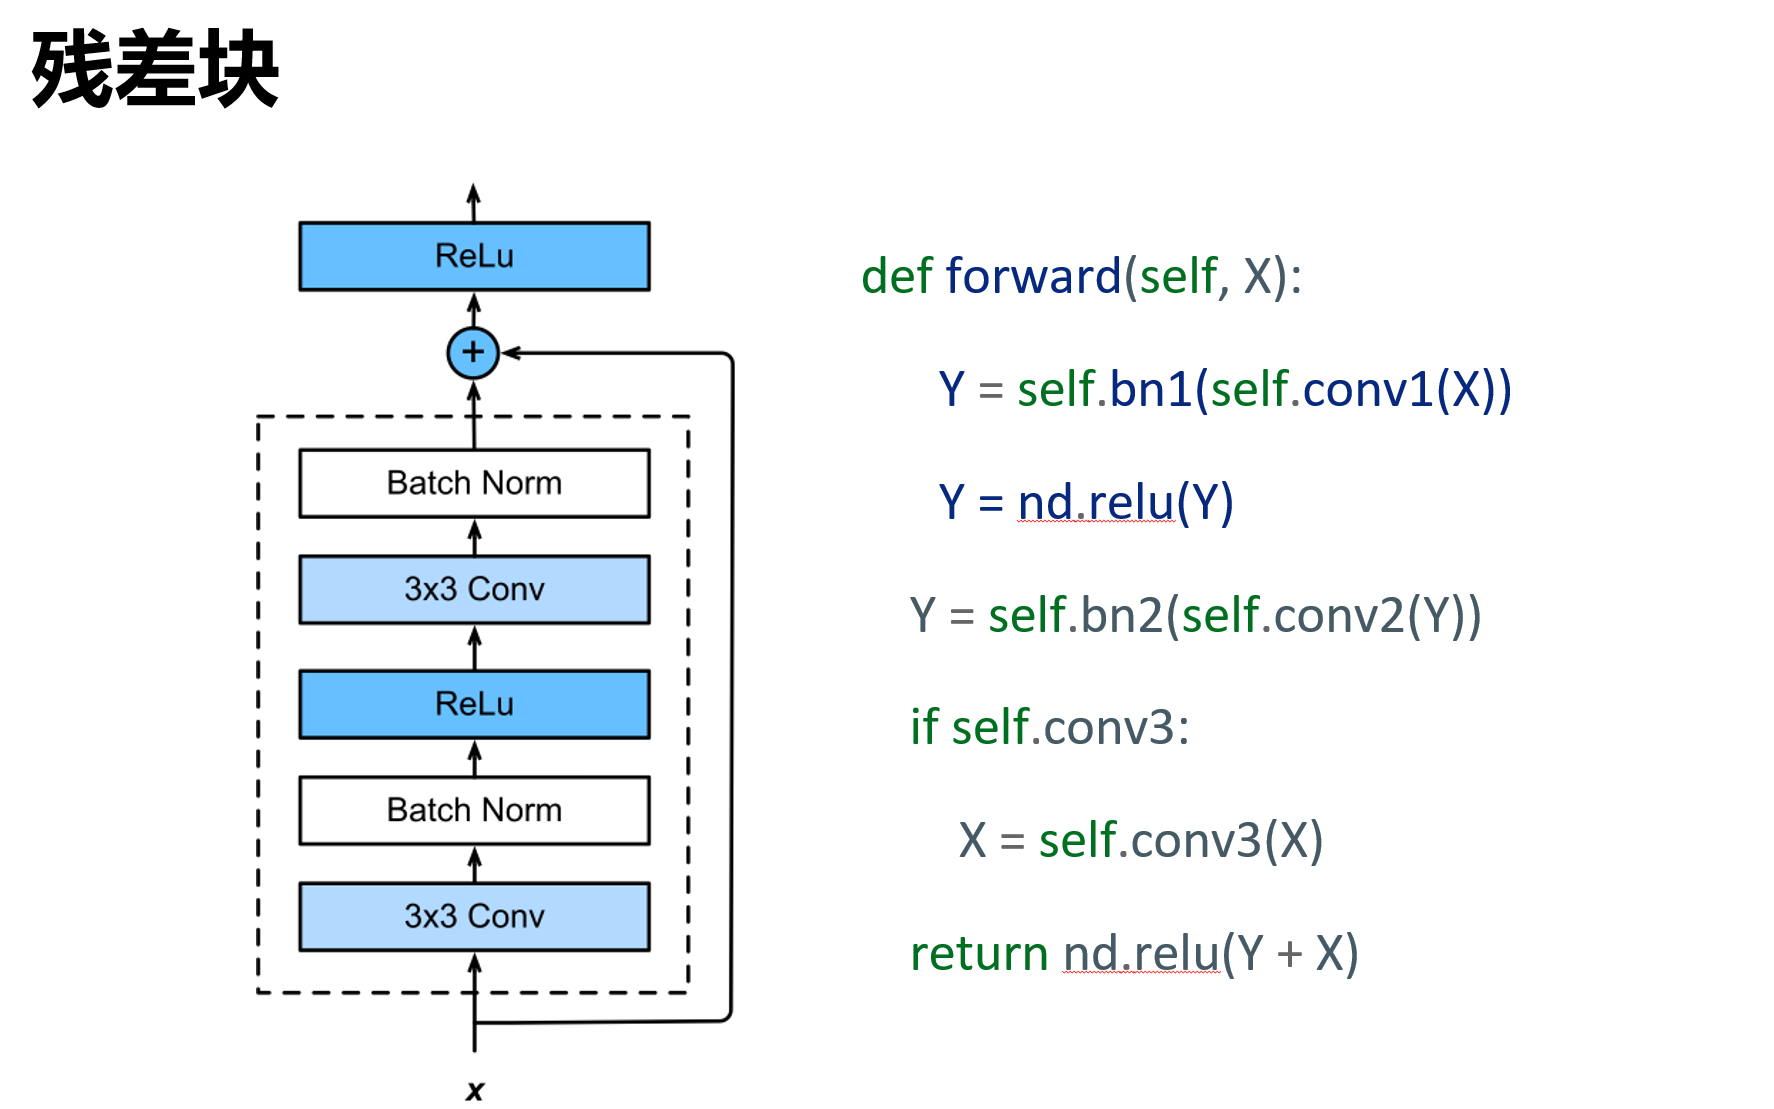 残差块
ReLu
+
Batch Norm
3x3 Conv
ReLu
Batch Norm
3x3 Conv
x
def forward(self, X):
Y = self.bn1(self.conv1(X))
Y = nd.relu(Y)
Y = self.bn2(self.conv2(Y))
if self.conv3:
X = self.conv3(X)
return nd.relu(Y + X)